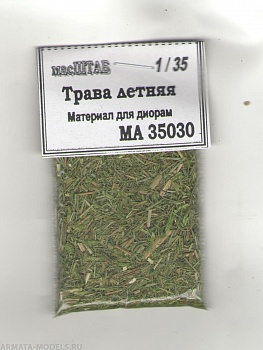 масШТАБ 1/35
Трава летняя
Материал для диорам
МА 35030
ARMATA-MODELS.RU